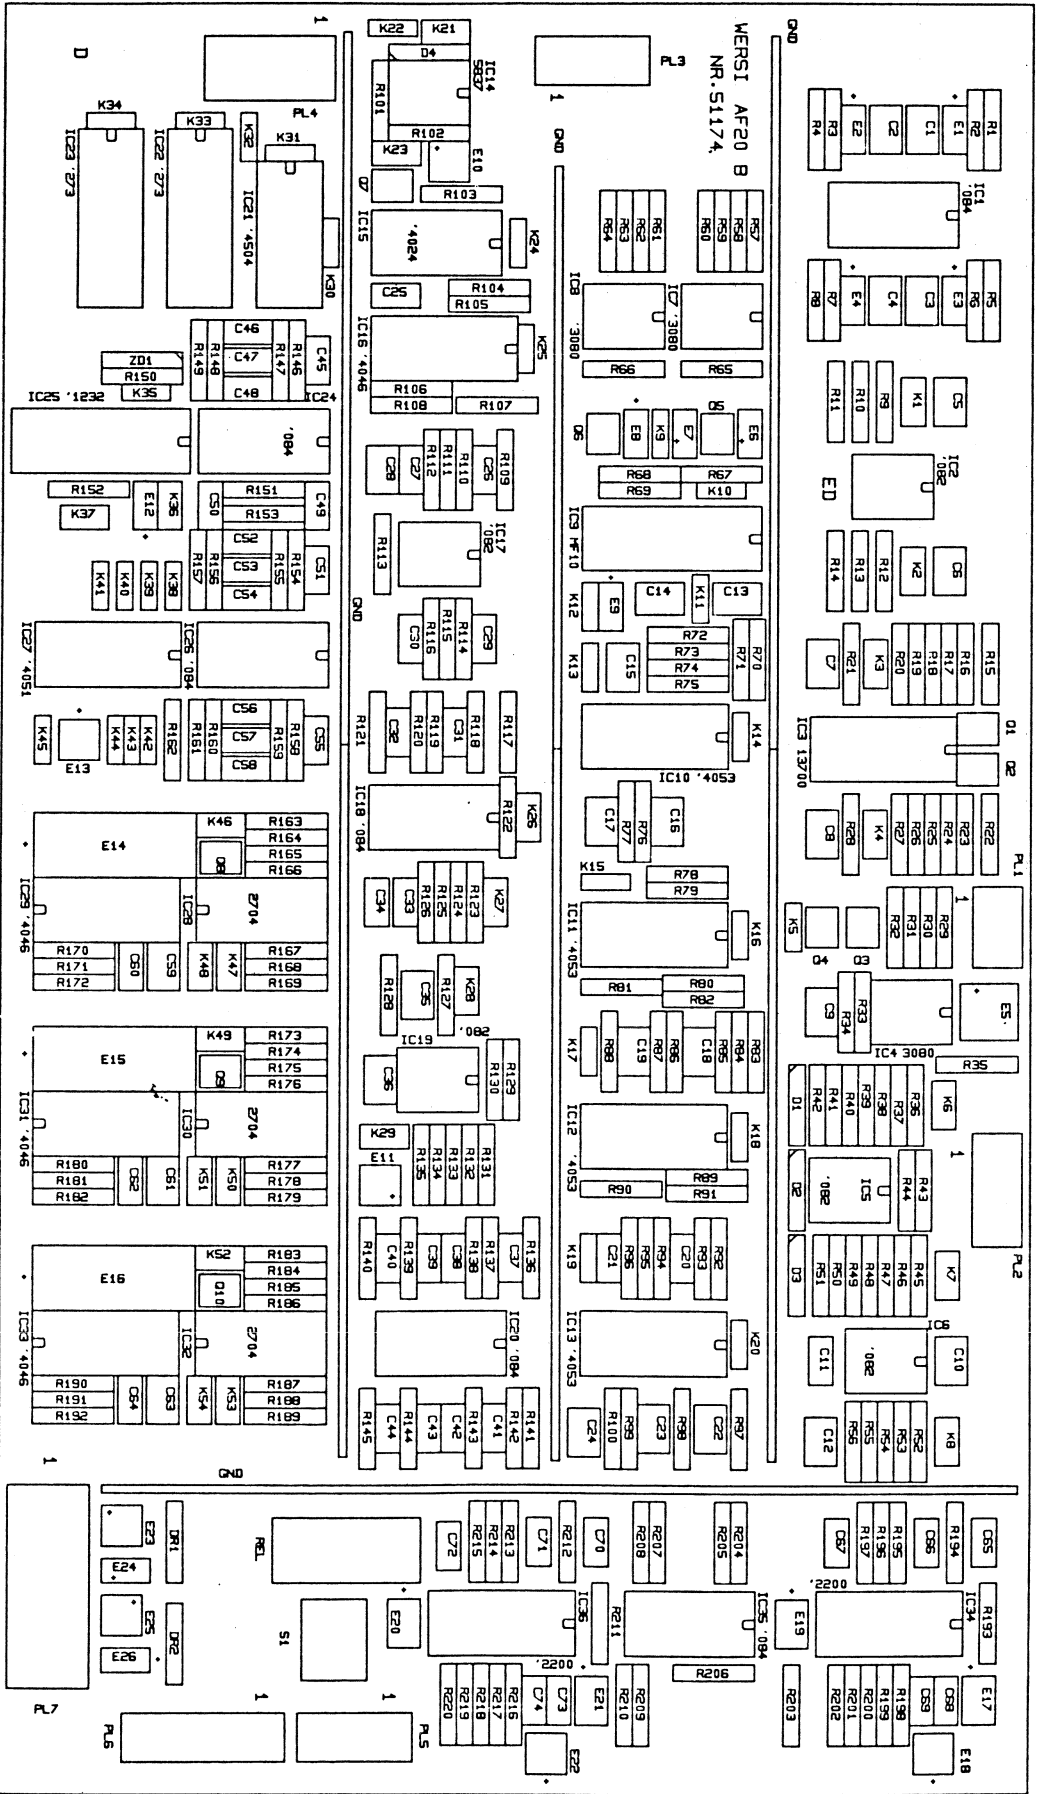 WERSI AF20 B
NR.51174,
GND
PL3
1
GND
K22
K21
D4
IC14
5837
R101
R102
K23
E10
Q7
R103
1
PL4
D
K34
K33
K32
K31
IC23 '273
IC22 '273
IC21 '4504
K30
IC15
'4024
K24
C25
R104
R105
IC16 '4046
K25
R106
R108
R107
R4
R3
E2
C2
C1
E1
R2
R1
IC1
'084
R8
R7
E4
C4
C3
E3
R6
R5
R64
R63
R62
R61
R60
R59
R58
R57
IC8
'3080
IC7 '3080
R66
R65
Q6
E8
K9
E7
Q5
E6
R68
R69
R67
K10
R11
R10
R9
K1
C5
IC2
'082
ED
R14
R13
R12
K2
C6
ZD1
R150
K35
R149
R148
C46
C47
C48
R147
R146
C45
IC25 '1232
IC24
'084
R152
K37
E12
K36
C50
R151
R153
C49
K41
K40
K39
K38
R157
R156
C52
C53
C54
R155
R154
C51
IC27 '4051
IC26 '084
C28
C27
R112
R111
R110
C26
R109
R113
IC17
'082
GND
C30
R116
R115
R114
C29
IC9 MF10
K12
E9
C14
K11
C13
K13
C15
R72
R73
R74
R75
R71
R70
K14
IC10 '4053
C7
R21
K3
R20
R19
R18
R17
R16
R15
IC3 13700
Q1
Q2
K45
E13
K44
K43
K42
R162
R161
R160
C56
C57
C58
R159
R158
C55
R121
C32
R120
R119
C31
R118
R117
IC18 '084
R122
K26
C17
R77
R76
C16
K15
R78
R79
IC11 '4053
K16
C8
R28
K4
R27
R26
R25
R24
R23
R22
PL1
1
K5
Q4
Q3
R32
R31
R30
R29
E14
K46
Q8
R163
R164
R165
R166
IC29 '4046
IC28
2704
R170
R171
R172
C60
C59
K48
K47
R167
R168
R169
C34
C33
R126
R125
R124
R123
K27
R128
C35
R127
K28
'082
IC19
C36
R130
R129
R81
R80
R82
K17
R88
C19
R87
R86
C18
R85
R84
R83
C9
R34
R33
E5
IC4 3080
R35
D1
R42
R41
R40
R39
R38
R37
R36
K6
E15
K49
Q9
R173
R174
R175
R176
IC31 '4046
IC30
2704
R180
R181
R182
C62
C61
K51
K50
R177
R178
R179
K29
E11
R135
R134
R133
R132
R131
IC12
'4053
K18
R90
R89
R91
1
PL2
D2
'082
IC5
R44
R43
D3
R51
R50
R49
R48
R47
R46
R45
K7
E16
K52
Q10
R183
R184
R185
R186
IC33 '4046
IC32
2704
R190
R191
R192
C64
C63
K54
K53
R187
R188
R189
R140
C40
R139
C39
C38
R138
R137
C37
R136
IC20 '084
R145
C44
R144
C43
C42
R143
C41
R142
R141
K19
C21
R96
R95
R94
C20
R93
R92
IC13 '4053
K20
C24
R100
R99
C23
R98
C22
R97
IC6
C11
'082
C10
C12
R56
R55
R54
R53
R52
K8
1
GND
PL7
E23
E24
DR1
E25
E26
DR2
REL
S1
E20
C72
R215
R214
R213
C71
R212
C70
R208
R207
R205
R204
C67
R197
R196
R195
C66
R194
C65
'2200
IC36
R211
'2200
IC35 '084
R206
E19
IC34
R193
1
PL6
1
PL5
R220
R219
R218
R217
R216
C74
C73
E21
E22
R210
R209
R203
R202
R201
R200
R199
R198
C69
C68
E17
E18